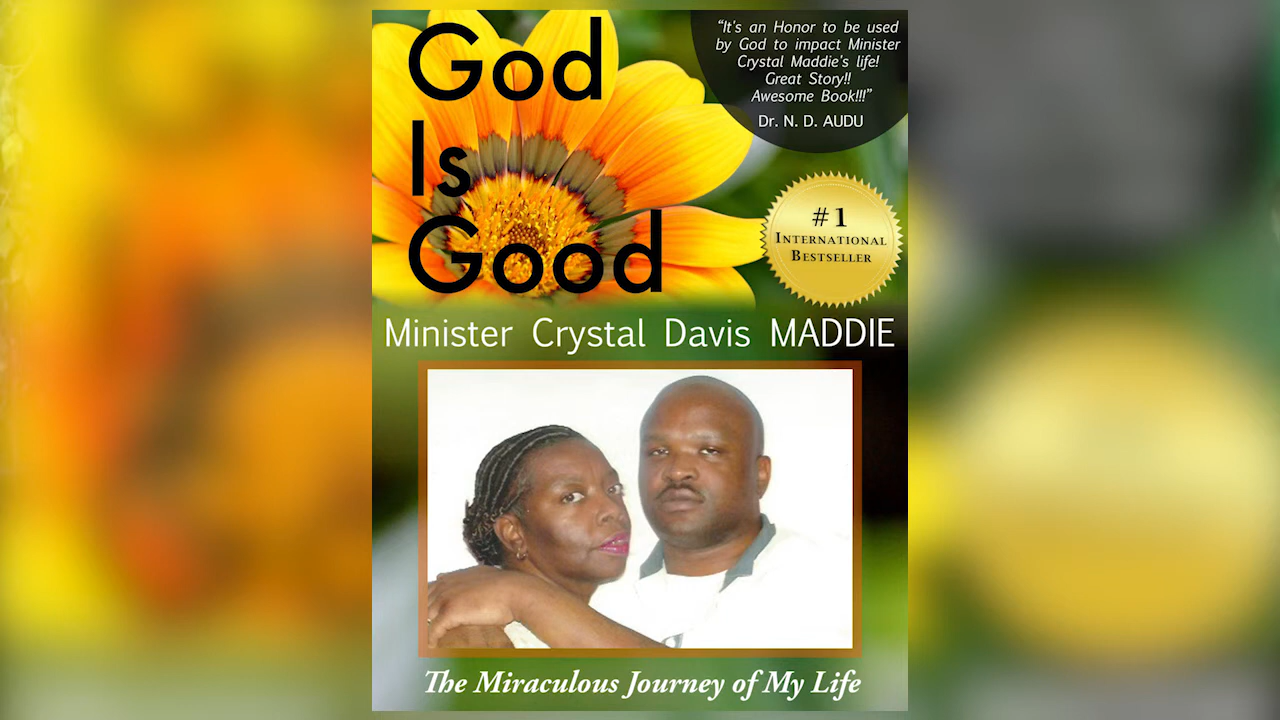 God
Is
Good
“It's an Honor to be used
by God to impact Minister
Crystal Maddie's life!
Great Story!!
Awesome Book!!!”
Dr. N. D. AUDU
#1
INTERNATIONAL
BESTSELLER
Minister Crystal Davis MADDIE
The Miraculous Journey of My Life